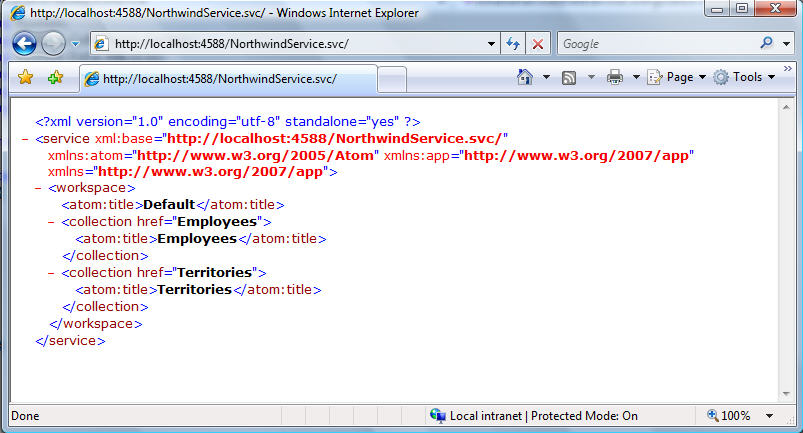 http://localhost:4588/NorthwindService.svc/ - Windows Internet Explorer
http://localhost:4588/NorthwindService.svc/
Google
http://localhost:4588/NorthwindService.svc/
Page
Tools
<?xml version="1.0" encoding="utf-8" standalone="yes" ?>
- <service xml:base="http://localhost:4588/NorthwindService.svc/"
xmlns:atom="http://www.w3.org/2005/Atom" xmlns:app="http://www.w3.org/2007/app"
xmlns="http://www.w3.org/2007/app">
- <workspace>
<atom:title>Default</atom:title>
- <collection href="Employees">
<atom:title>Employees</atom:title>
</collection>
- <collection href="Territories">
<atom:title>Territories</atom:title>
</collection>
</workspace>
</service>
Done
Local intranet | Protected Mode: On
100%